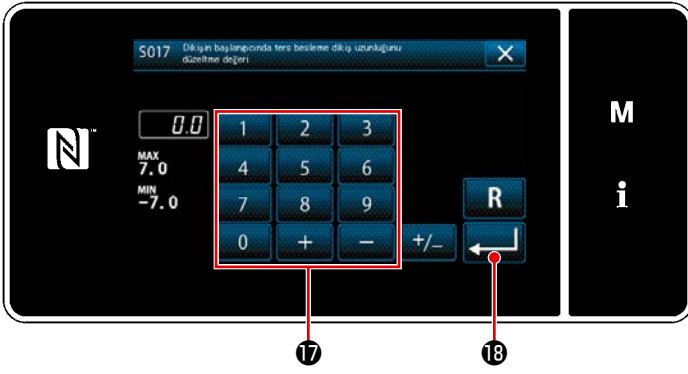 S017 Dikişin başlangıcında ters besleme dikiş uzunluğunu
düzeltme değeri
0.0
MAX
7.0
MIN
-7.0
1 2 3
4 5 6
7 8 9
0 + − +/−
R
M
i
N
⓱ ⓲